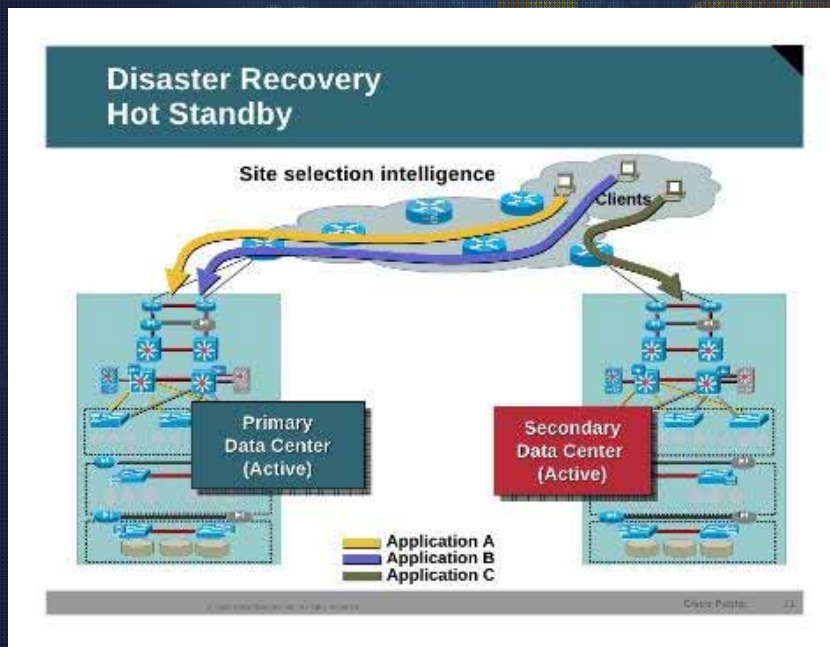 Disaster Recovery
Hot Standby
Site selection intelligence
Clients
Primary
Data Center
(Active)
Secondary
Data Center
(Active)
Application A
Application B
Application C
Cisco Public